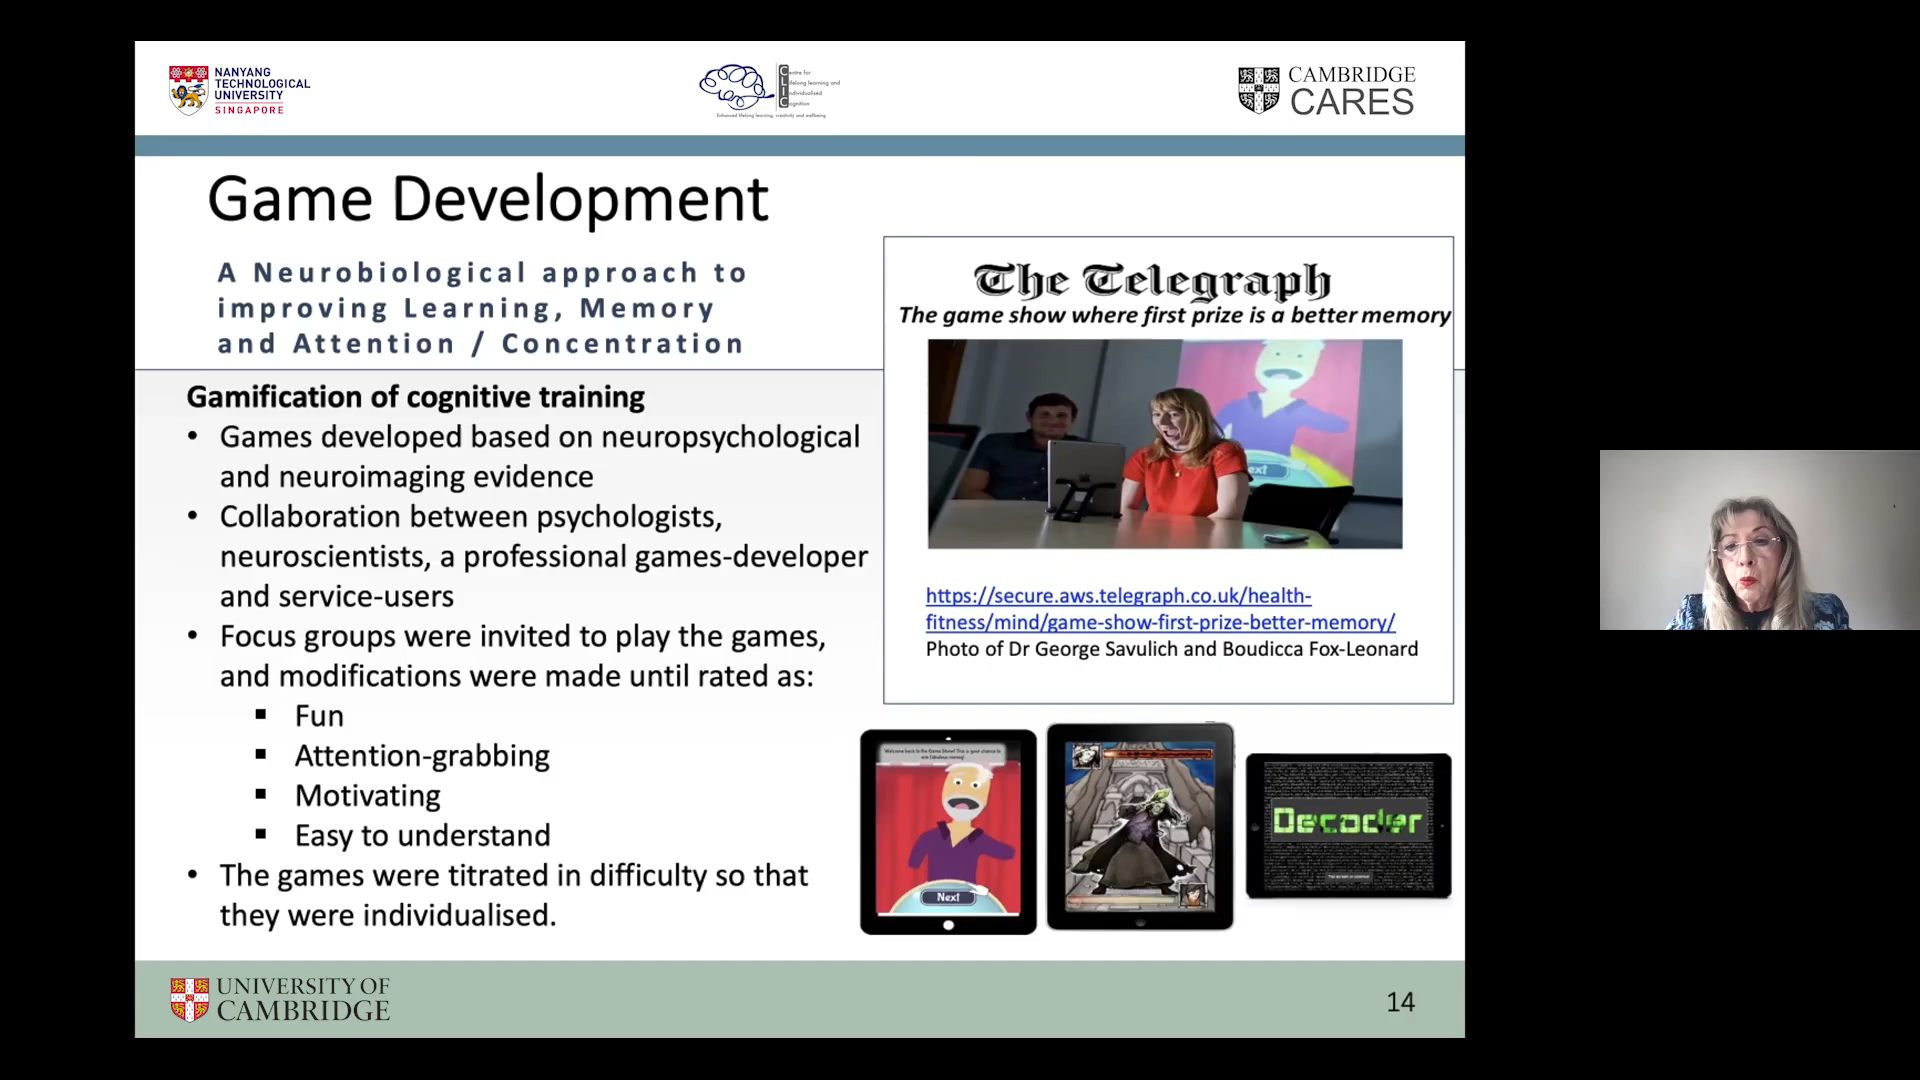 NANYANG
TECHNOLOGICAL
UNIVERSITY
SINGAPORE
Centre for
Lifelong learning and
Individualised
Cognition
Enhanced lifelong learning, creativity and wellbeing
CAMBRIDGE
CARES
Game Development
A Neurobiological approach to
improving Learning, Memory
and Attention / Concentration
Gamification of cognitive training
• Games developed based on neuropsychological
and neuroimaging evidence
• Collaboration between psychologists,
neuroscientists, a professional games-developer
and service-users
• Focus groups were invited to play the games,
and modifications were made until rated as:
▪ Fun
▪ Attention-grabbing
▪ Motivating
▪ Easy to understand
• The games were titrated in difficulty so that
they were individualised.
The Telegraph
The game show where first prize is a better memory
ext
https://secure.aws.telegraph.co.uk/health-
fitness/mind/game-show-first-prize-better-memory/
Photo of Dr George Savulich and Boudicca Fox-Leonard
Welcome back to the Game Show! This is your chance to
win fabulous money!
Next
Decoder
UNIVERSITY OF
CAMBRIDGE
14